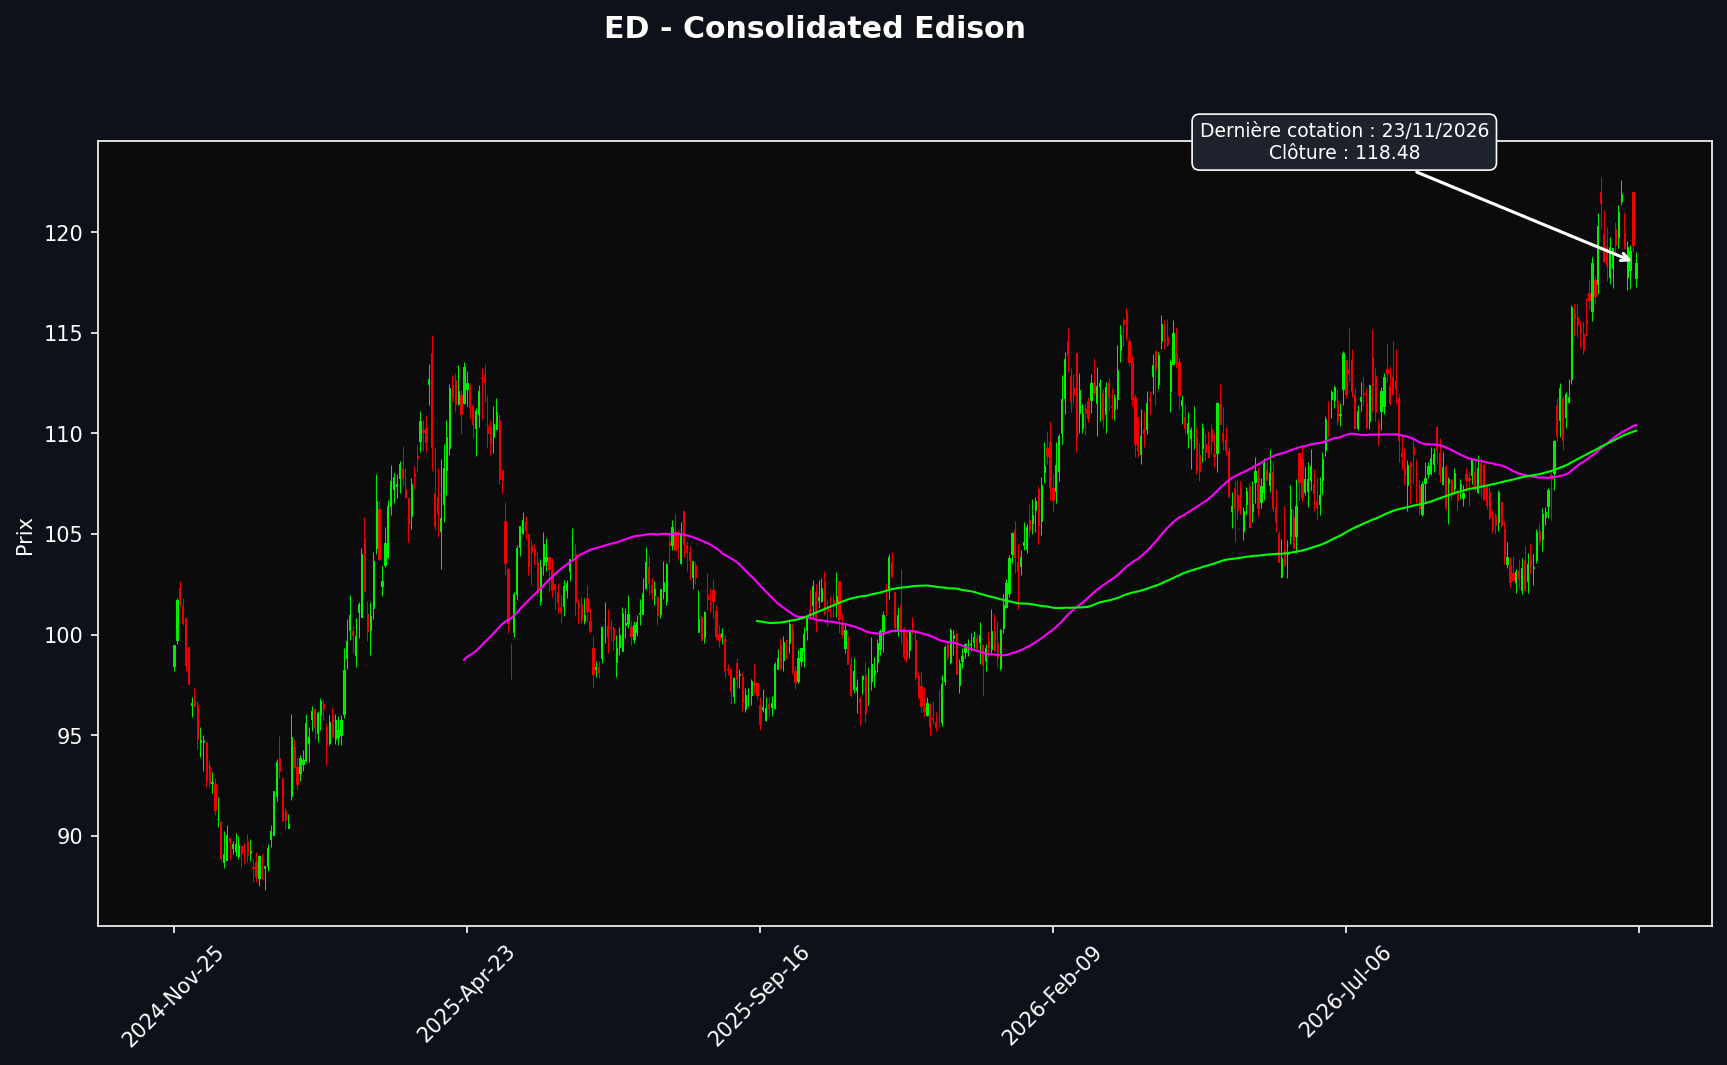 ED - Consolidated Edison
Dernière cotation : 23/11/2026
Clôture : 118.48
Prix
120
115
110
105
100
95
90
2024-Nov-25
2025-Apr-23
2025-Sep-16
2026-Feb-09
2026-Jul-06